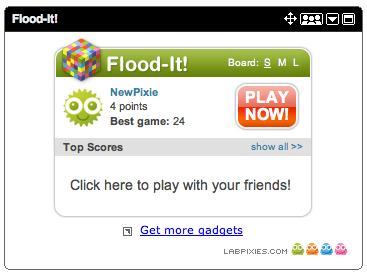 Flood-It!
Flood-It!
Board: S M L
NewPixie
4 points
Best game: 24
PLAY
NOW!
Top Scores
show all >>
Click here to play with your friends!
Get more gadgets
LABPIXIES.COM